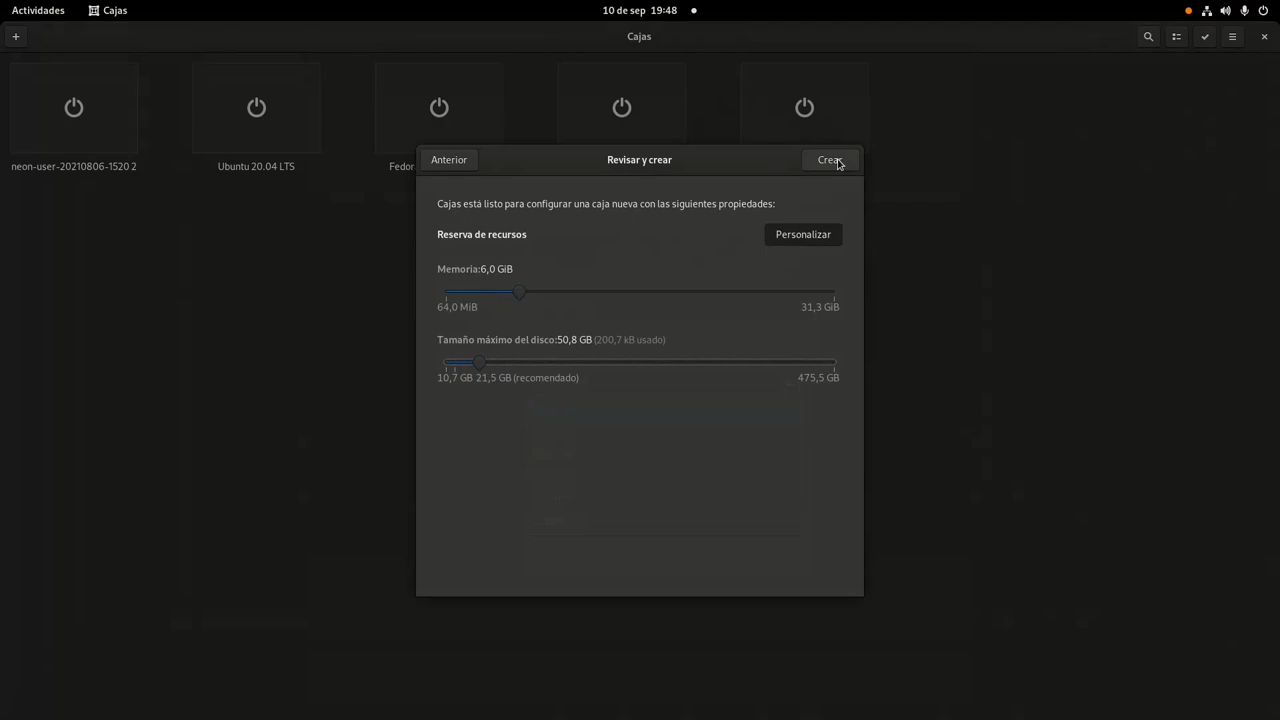 Actividades Cajas 10 de sep 19:48
Cajas
neon-user-20210806-1520 2 Ubuntu 20.04 LTS Fedor
Anterior Revisar y crear Crear
Cajas está listo para configurar una caja nueva con las siguientes propiedades:
Reserva de recursos Personalizar
Memoria:6,0 GiB
64,0 MiB 31,3 GiB
Tamaño máximo del disco:50,8 GB (200,7 kB usado)
10,7 GB 21,5 GB (recomendado) 475,5 GB